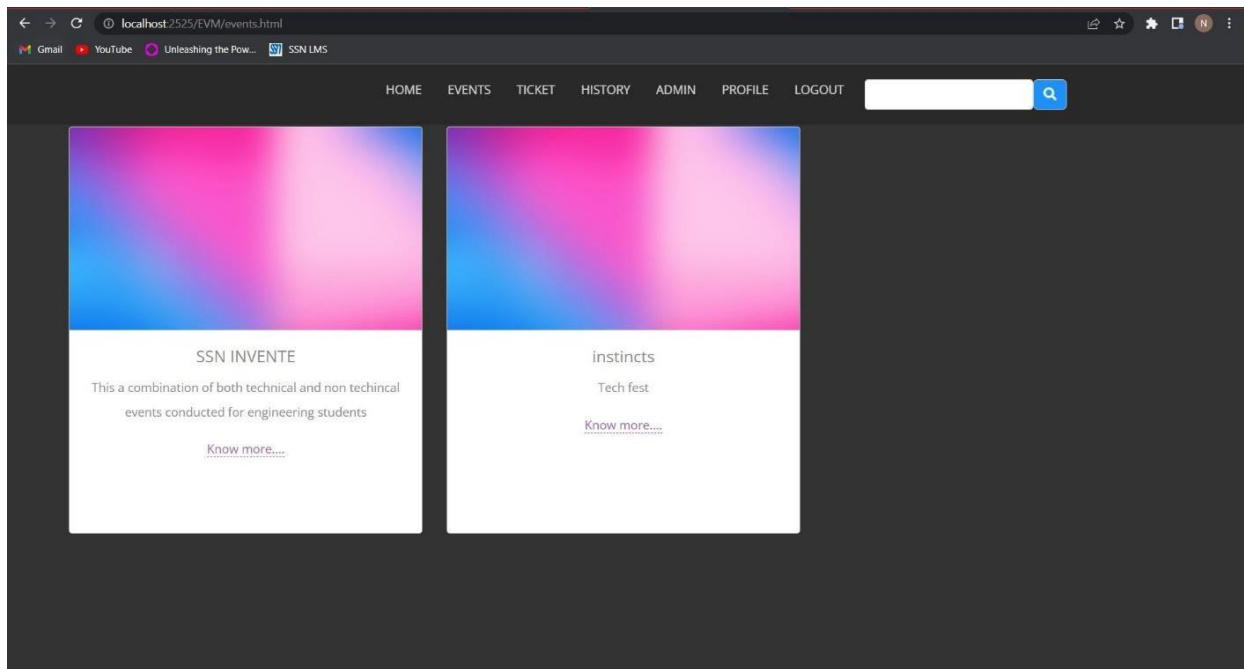 localhost:2525/EVM/events.html
N
Gmail YouTube Unleashing the Pow... SSN LMS
HOME EVENTS TICKET HISTORY ADMIN PROFILE LOGOUT
SSN INVENTE
This a combination of both technical and non techincal
events conducted for engineering students
Know more....
instincts
Tech fest
Know more....